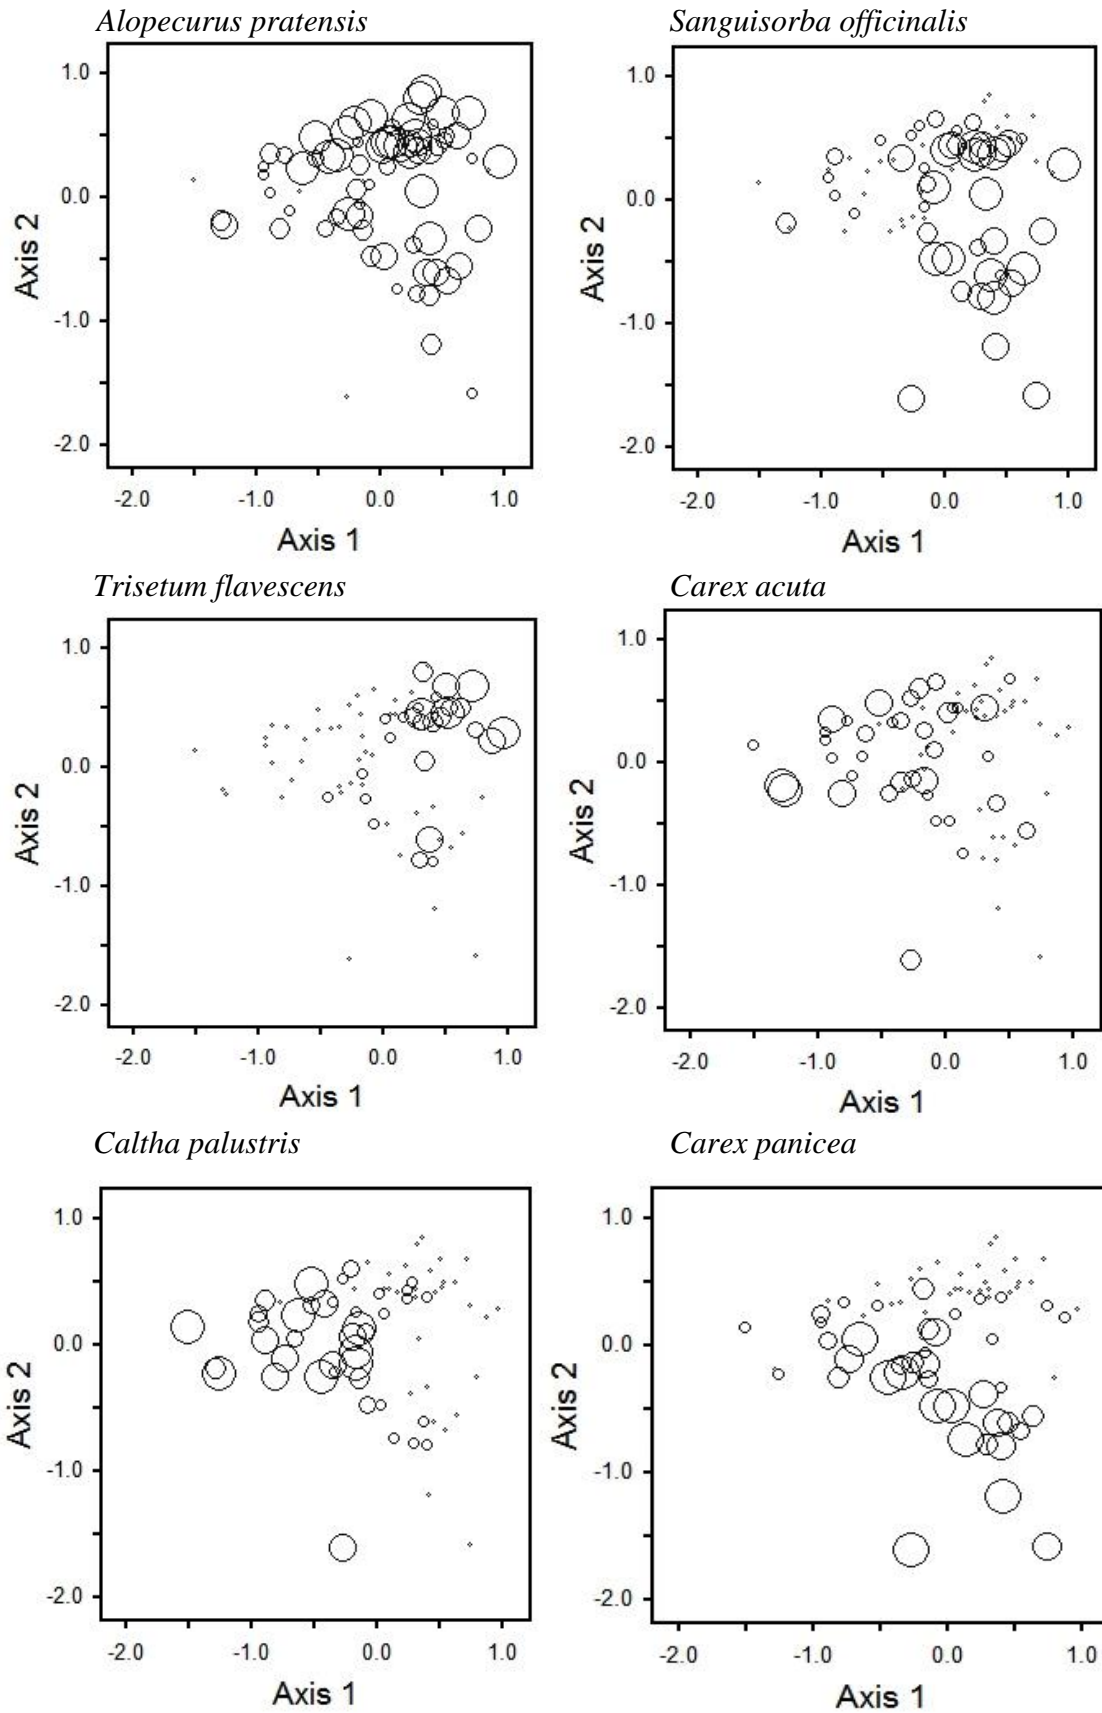 Alopecurus pratensis
1.0
0.0
-1.0
-2.0
Axis 2
-2.0 -1.0 0.0 1.0
Axis 1
Sanguisorba officinalis
1.0
0.0
-1.0
-2.0
Axis 2
-2.0 -1.0 0.0 1.0
Axis 1
Trisetum flavescens
1.0
0.0
-1.0
-2.0
Axis 2
-2.0 -1.0 0.0 1.0
Axis 1
Carex acuta
1.0
0.0
-1.0
-2.0
Axis 2
-2.0 -1.0 0.0 1.0
Axis 1
Caltha palustris
1.0
0.0
-1.0
-2.0
Axis 2
-2.0 -1.0 0.0 1.0
Axis 1
Carex panicea
1.0
0.0
-1.0
-2.0
Axis 2
-2.0 -1.0 0.0 1.0
Axis 1